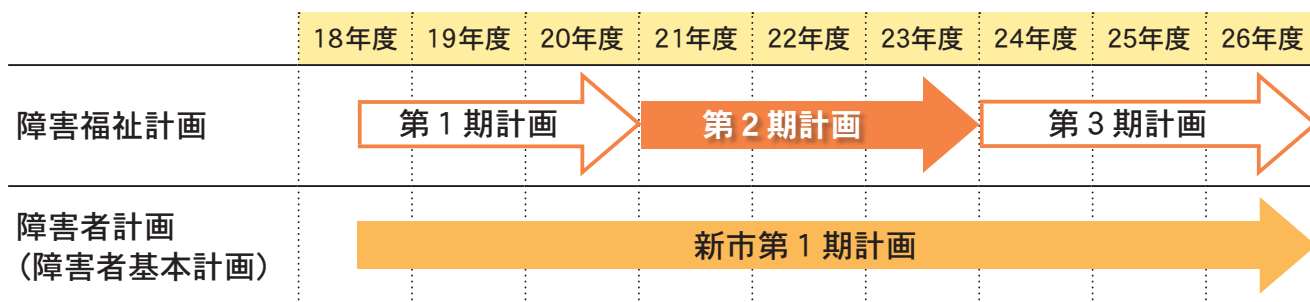 18年度 19年度 20年度 21年度 22年度 23年度 24年度 25年度 26年度
障害福祉計画 第1期計画 第2期計画 第3期計画
障害者計画
（障害者基本計画） 新市第1期計画